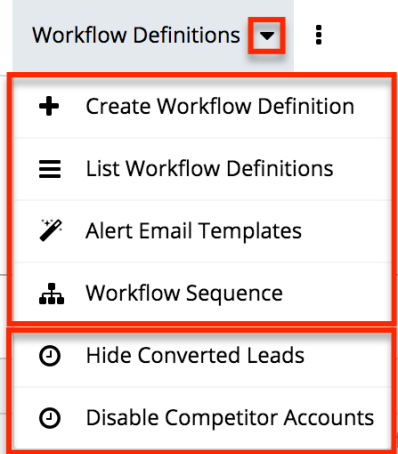 Workflow Definitions
Create Workflow Definition
List Workflow Definitions
Alert Email Templates
Workflow Sequence
Hide Converted Leads
Disable Competitor Accounts